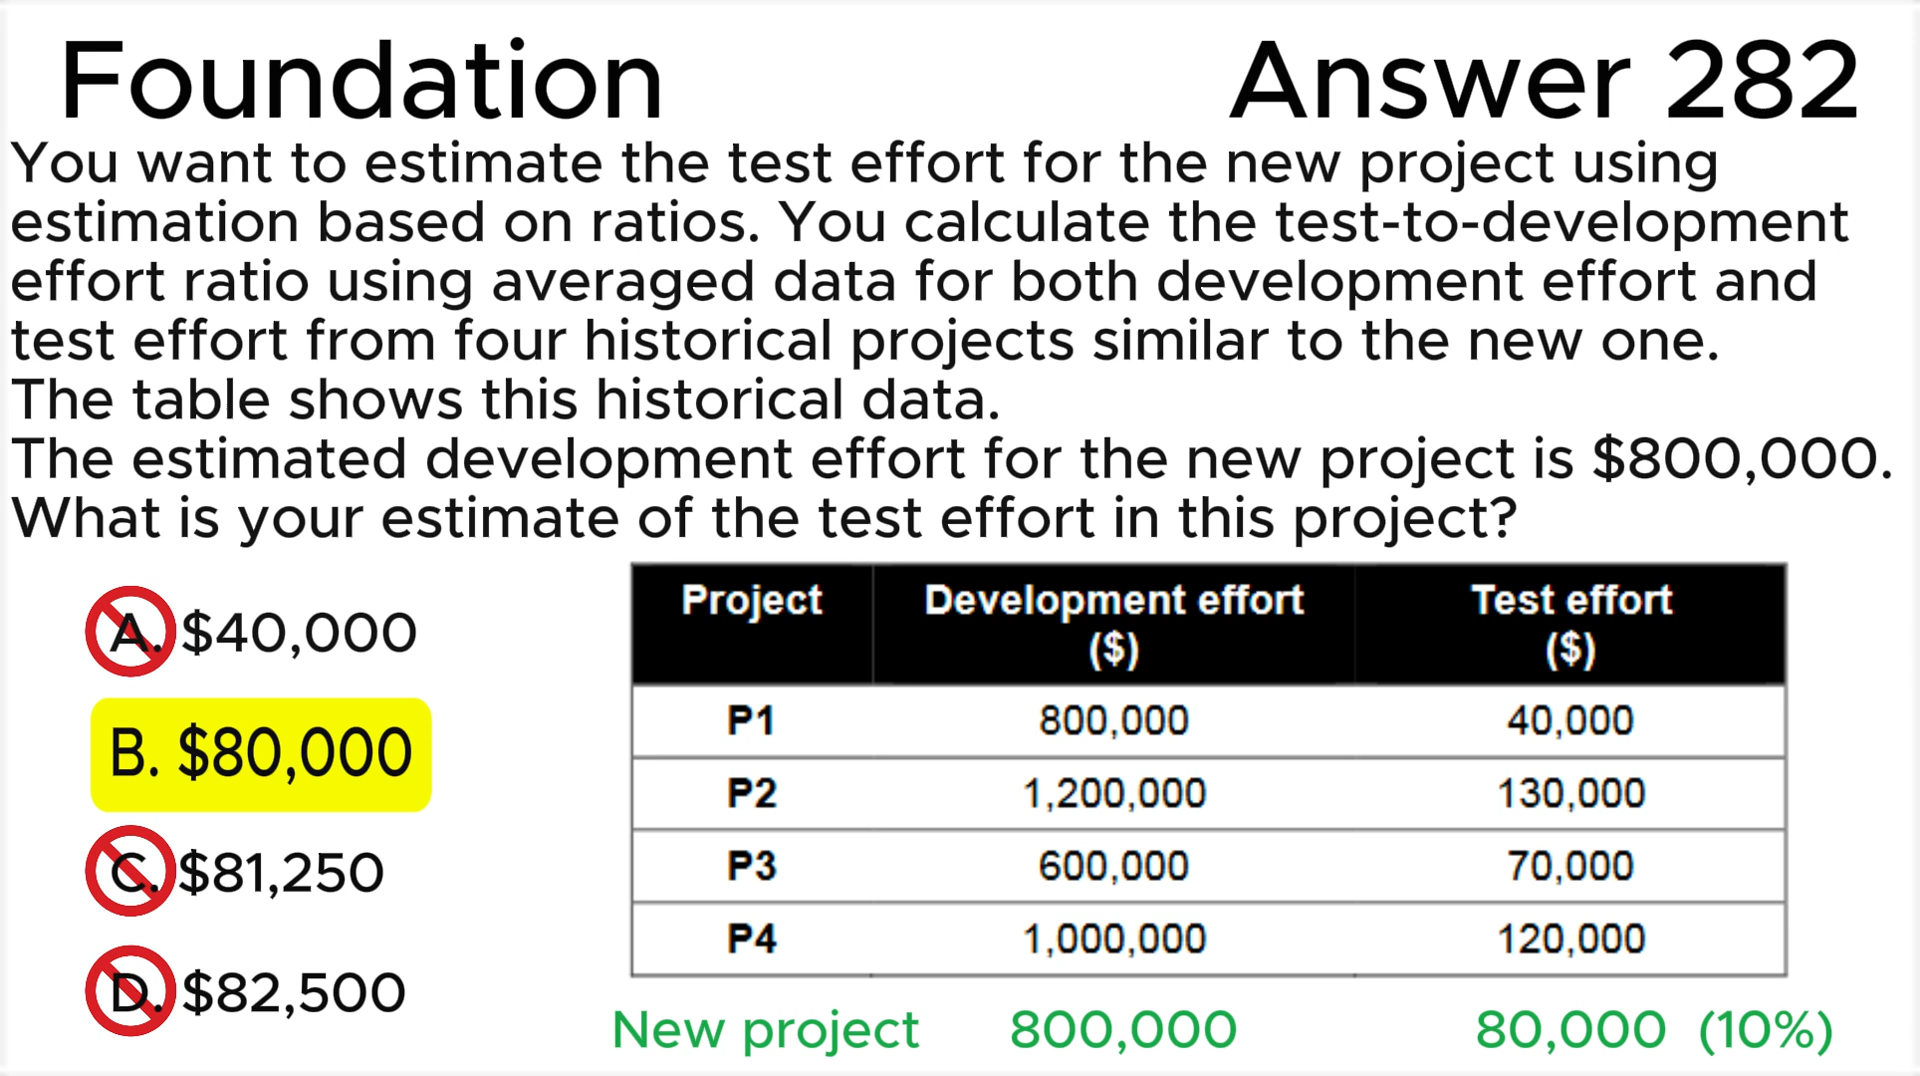 Foundation Answer 282
You want to estimate the test effort for the new project using
estimation based on ratios. You calculate the test-to-development
effort ratio using averaged data for both development effort and
test effort from four historical projects similar to the new one.
The table shows this historical data.
The estimated development effort for the new project is $800,000.
What is your estimate of the test effort in this project?
A. $40,000
B. $80,000
C. $81,250
D. $82,500
Project Development effort ($) Test effort ($)
P1 800,000 40,000
P2 1,200,000 130,000
P3 600,000 70,000
P4 1,000,000 120,000
New project 800,000 80,000 (10%)